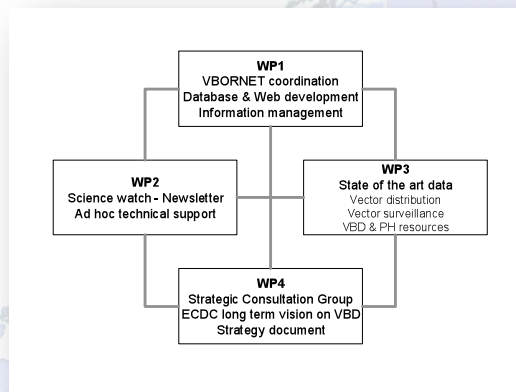 WP1
VBORNET coordination
Database & Web development
Information management
WP2
Science watch - Newsletter
Ad hoc technical support
WP3
State of the art data
Vector distribution
Vector surveillance
VBD & PH resources
WP4
Strategic Consultation Group
ECDC long term vision on VBD
Strategy document